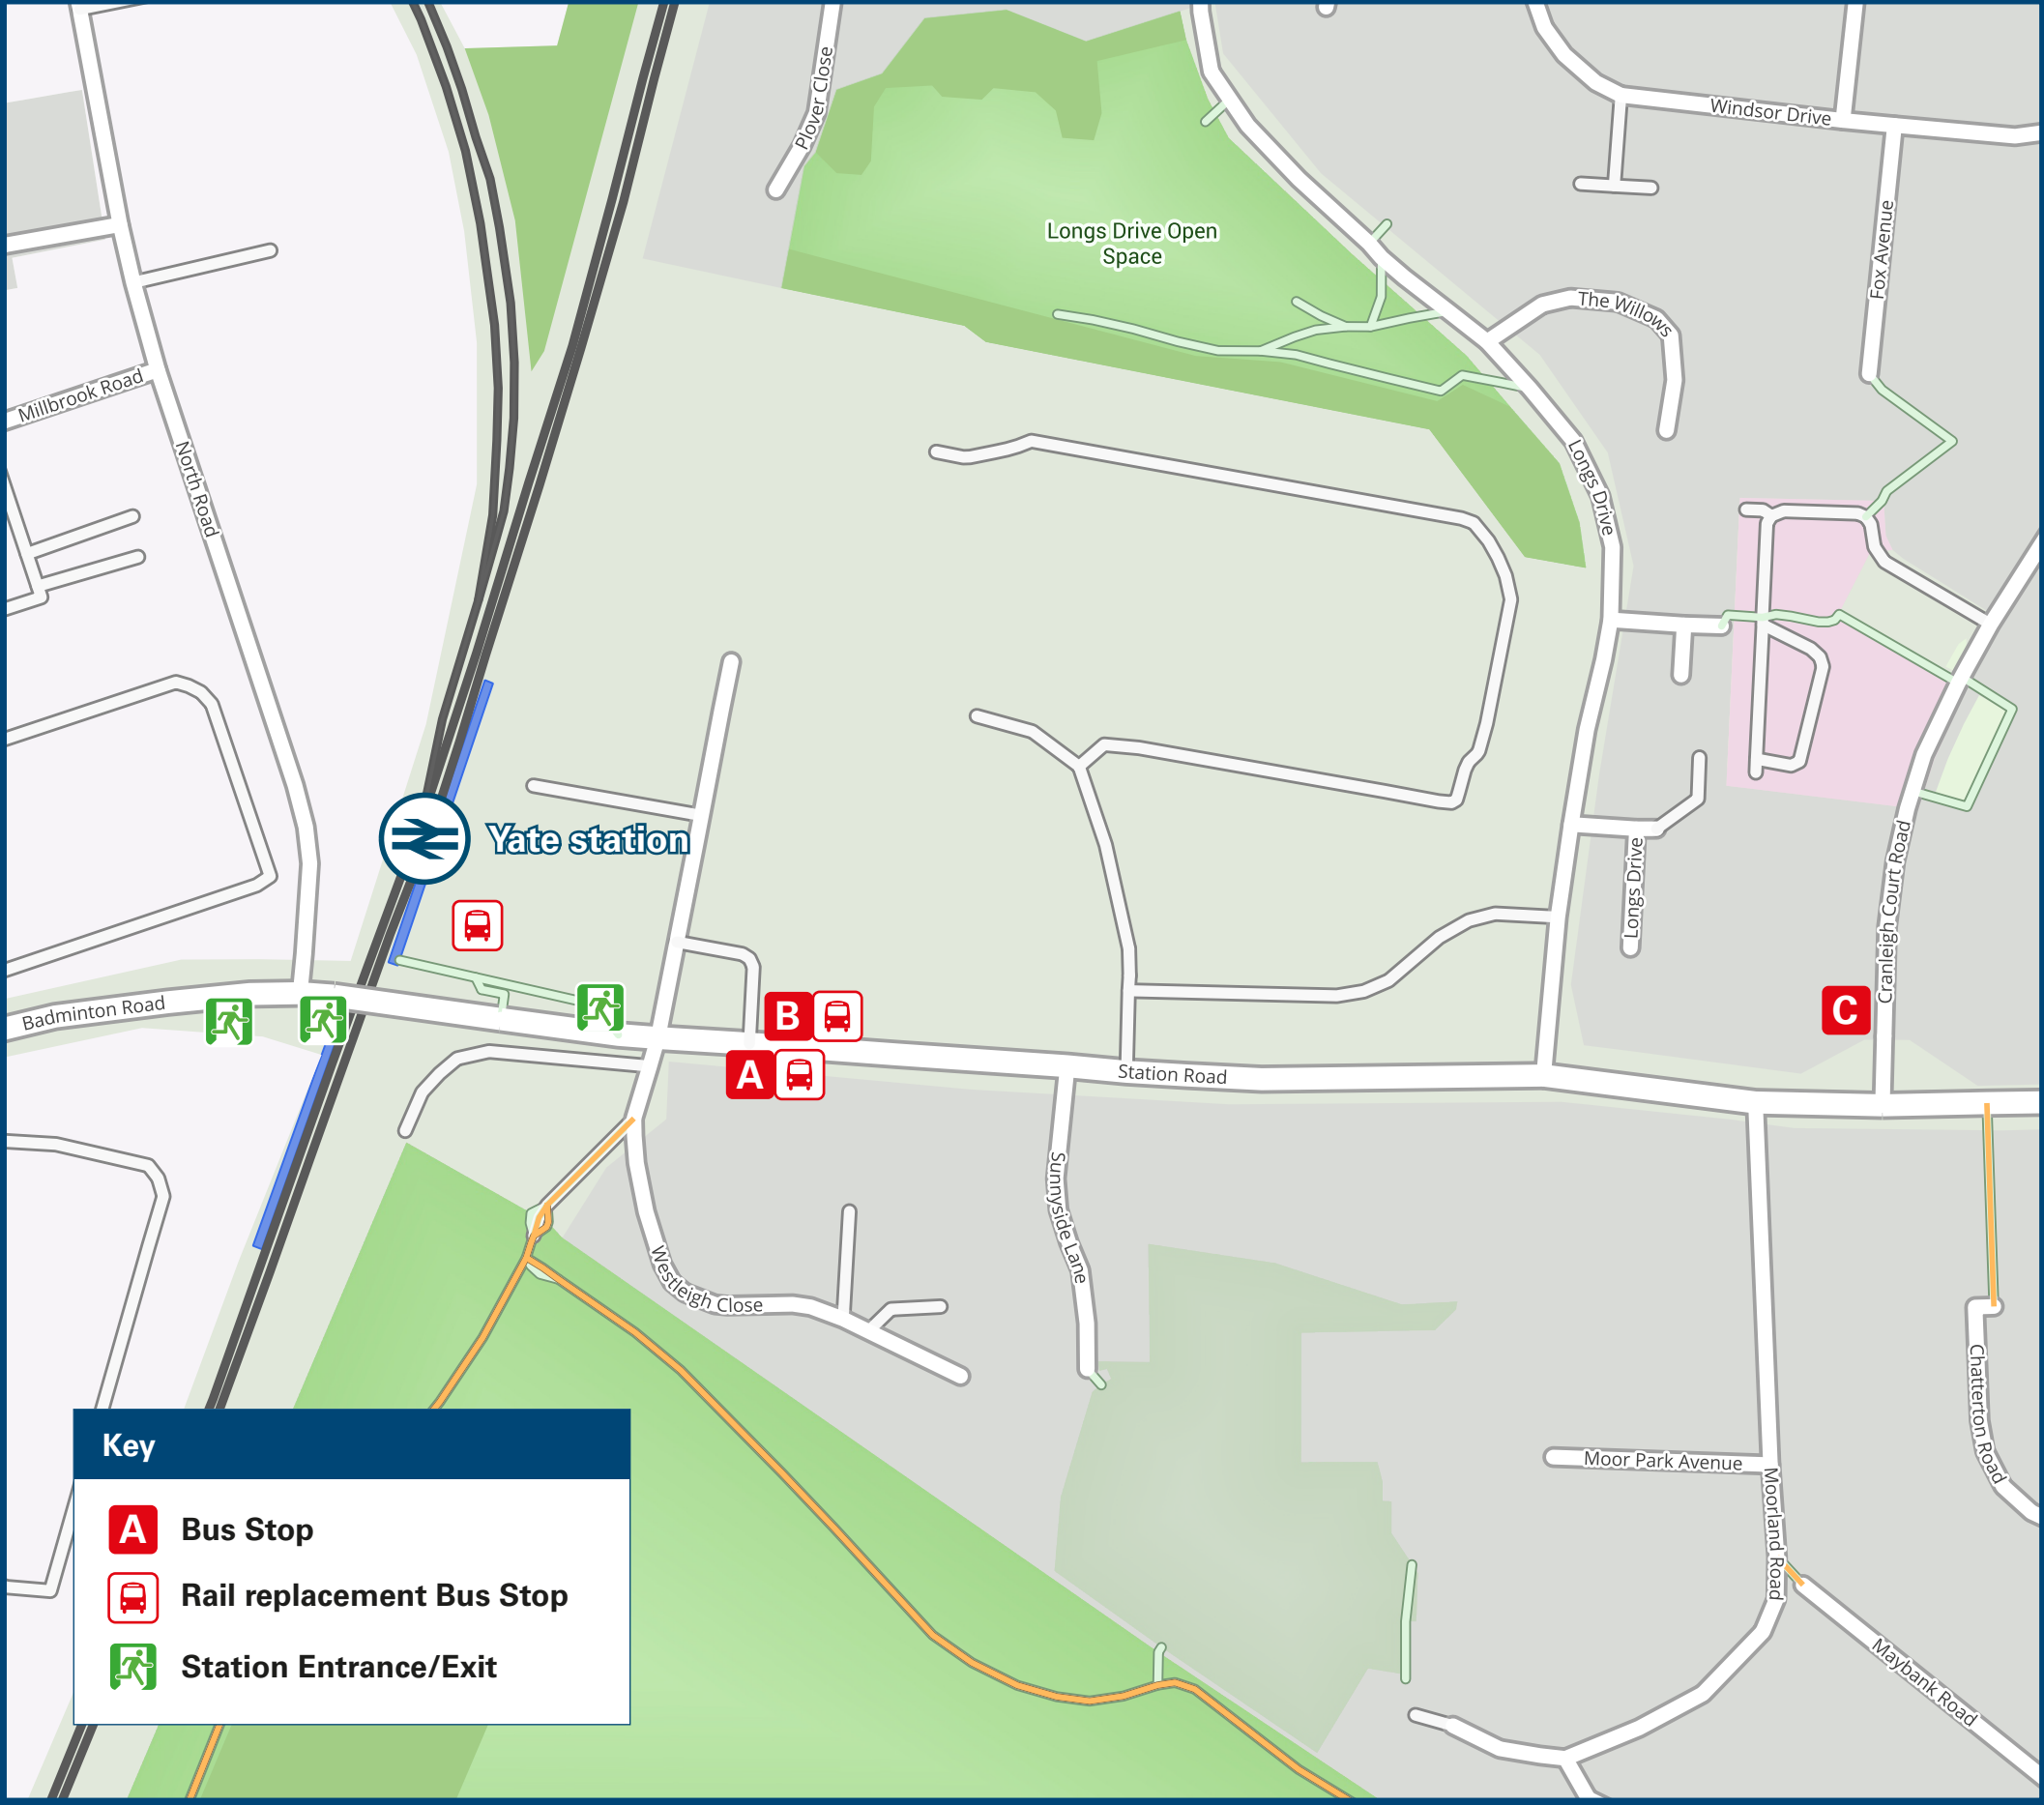 Plover Close
Windsor Drive
Longs Drive Open
Space
Fox Avenue
The Willows
Millbrook Road
North Road
Longs Drive
Yate station
Longs Drive
Cranleigh Court Road
Badminton Road
B
C
A
Station Road
Sunnyside Lane
Westleigh Close
Chatterton Road
Moor Park Avenue
Moorland Road
Maybank Road
Key
A Bus Stop
Rail replacement Bus Stop
Station Entrance/Exit